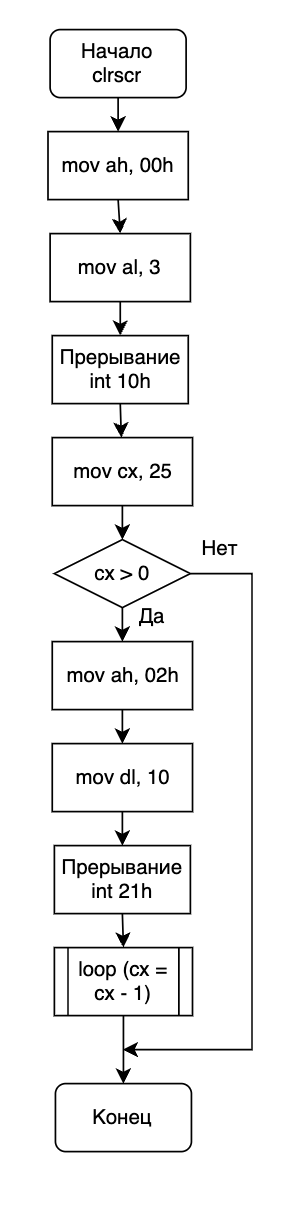 Начало
clrscr
mov ah, 00h
mov al, 3
Прерывание
int 10h
mov cx, 25
cx > 0
Нет
Да
mov ah, 02h
mov dl, 10
Прерывание
int 21h
loop (cx =
cx - 1)
Конец